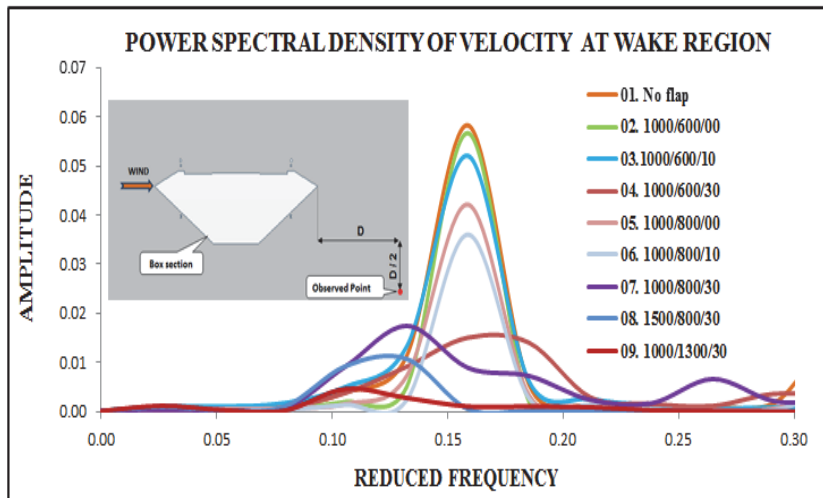 POWER SPECTRAL DENSITY OF VELOCITY AT WAKE REGION
0.07
0.06
0.05
0.04
0.03
0.02
0.01
0.00
AMPLITUDE
WIND
Box section
D
D / 2
Observed Point
01. No flap
02. 1000/600/00
03.1000/600/10
04. 1000/600/30
05. 1000/800/00
06. 1000/800/10
07. 1000/800/30
08. 1500/800/30
09. 1000/1300/30
0.00 0.05 0.10 0.15 0.20 0.25 0.30
REDUCED FREQUENCY